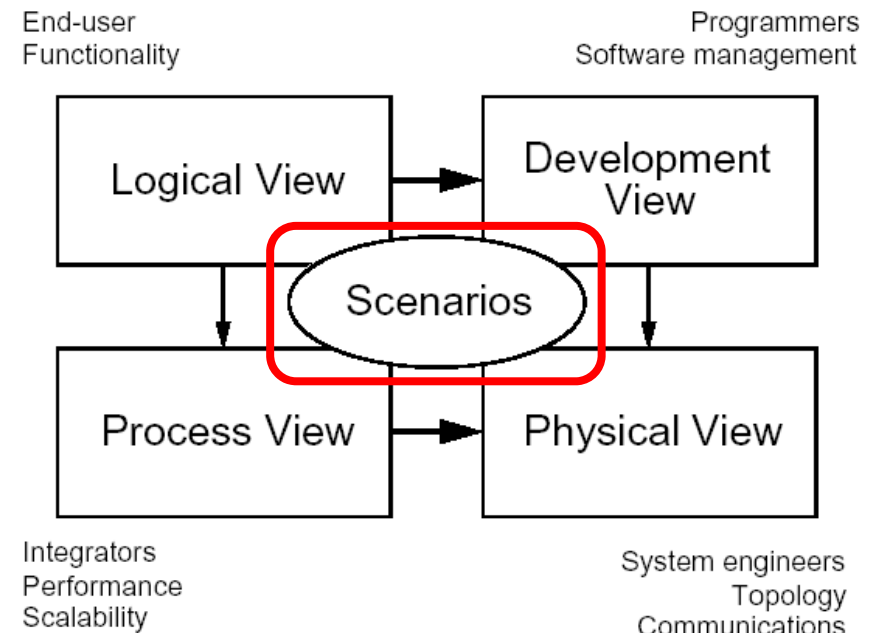 End-user
Functionality
Programmers
Software management
Logical View
Development
View
Scenarios
Process View
Physical View
Integrators
Performance
Scalability
System engineers
Topology
Communications